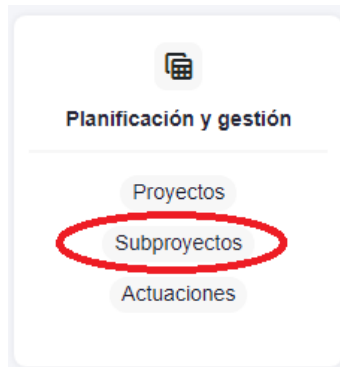 Planificación y gestión
Proyectos
Subproyectos
Actuaciones